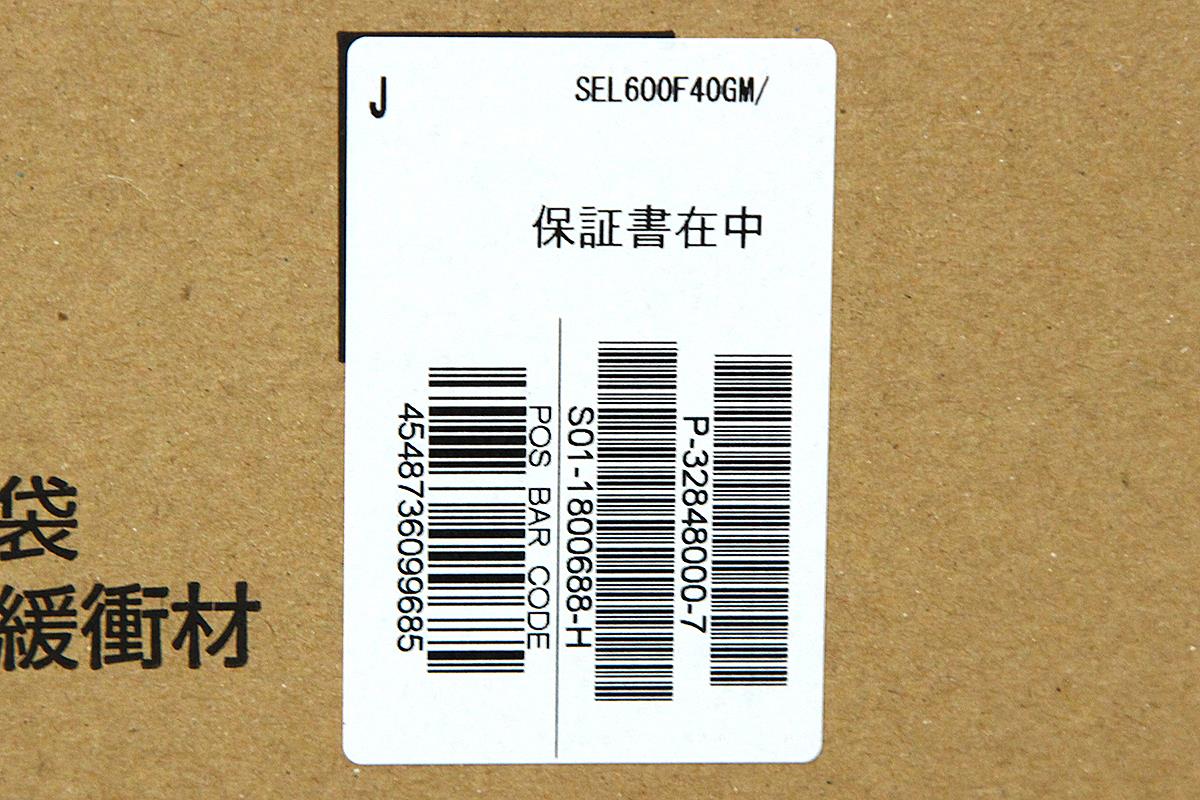 J
SEL600F40GM/
保証書在中
P-32848000-7
S01-1800688-H
POS BAR CODE
4548736099685
袋
緩衝材